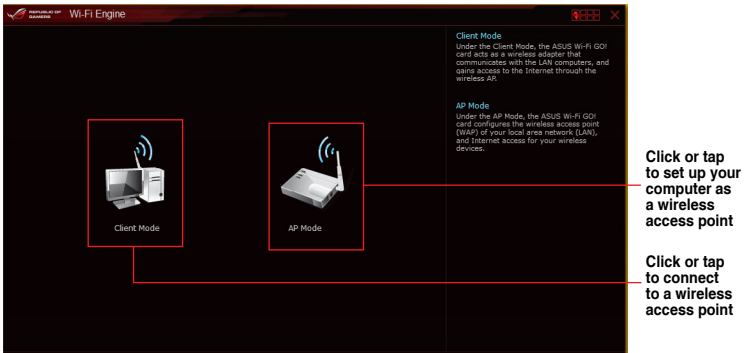 REPUBLIC OF
GAMERS
Wi-Fi Engine
Client Mode
Under the Client Mode, the ASUS Wi-Fi GO!
card acts as a wireless adapter that
communicates with the LAN computers, and
gains access to the Internet through the
wireless AP.
AP Mode
Under the AP Mode, the ASUS Wi-Fi GO!
card configures the wireless access point
(WAP) of your local area network (LAN),
and Internet access for your wireless
devices.
Client Mode
AP Mode
Click or tap
to set up your
computer as
a wireless
access point
Click or tap
to connect
to a wireless
access point